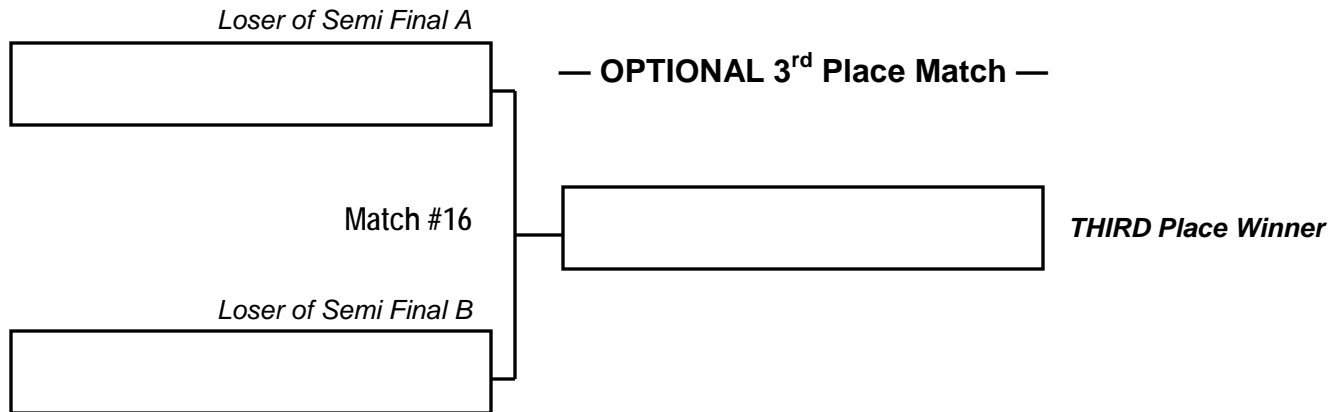 Loser of Semi Final A
— OPTIONAL 3rd Place Match —
Match #16
THIRD Place Winner
Loser of Semi Final B